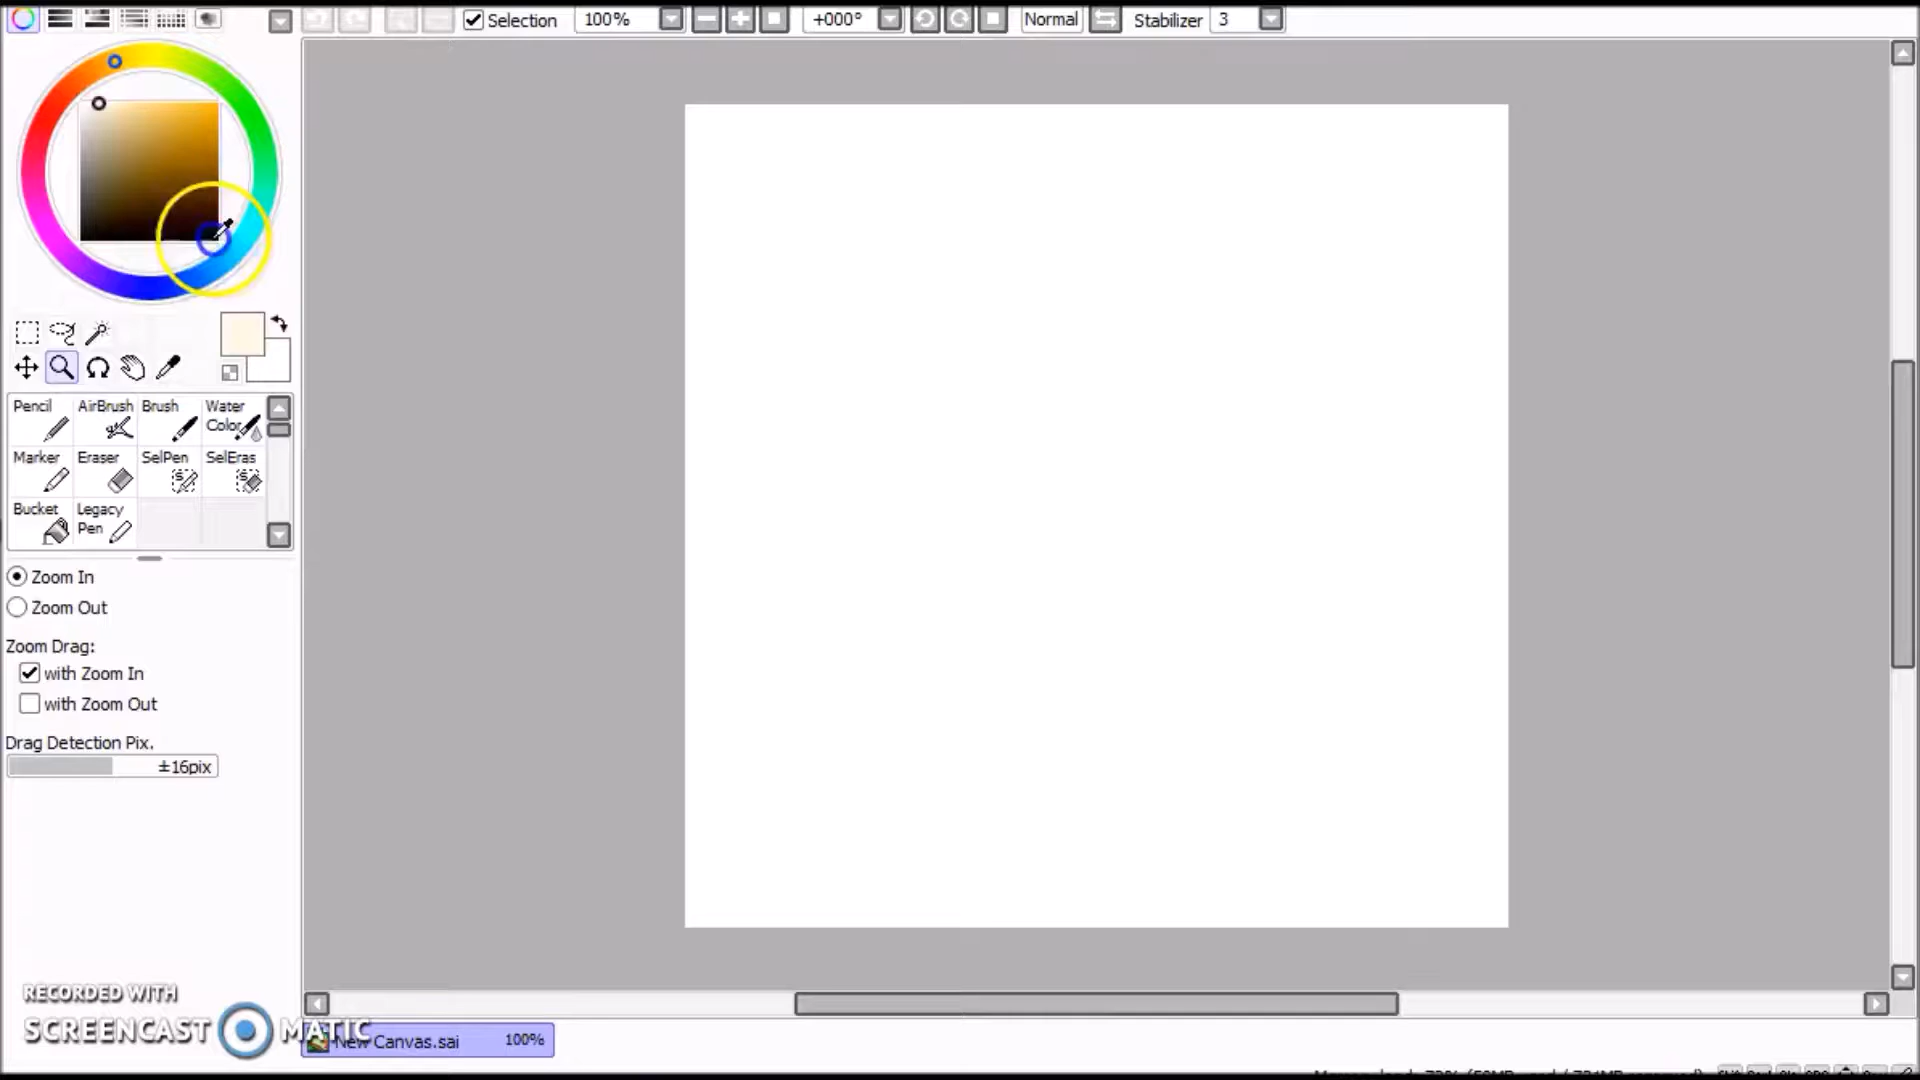 Selection 100% +000° Normal Stabilizer 3
Pencil AirBrush Brush Water Color
Marker Eraser SelPen SelEras
Bucket Legacy Pen
Zoom In
Zoom Out
Zoom Drag:
with Zoom In
with Zoom Out
Drag Detection Pix.
±16pix
RECORDED WITH
SCREENCAST MATIC
New Canvas.sai 100%